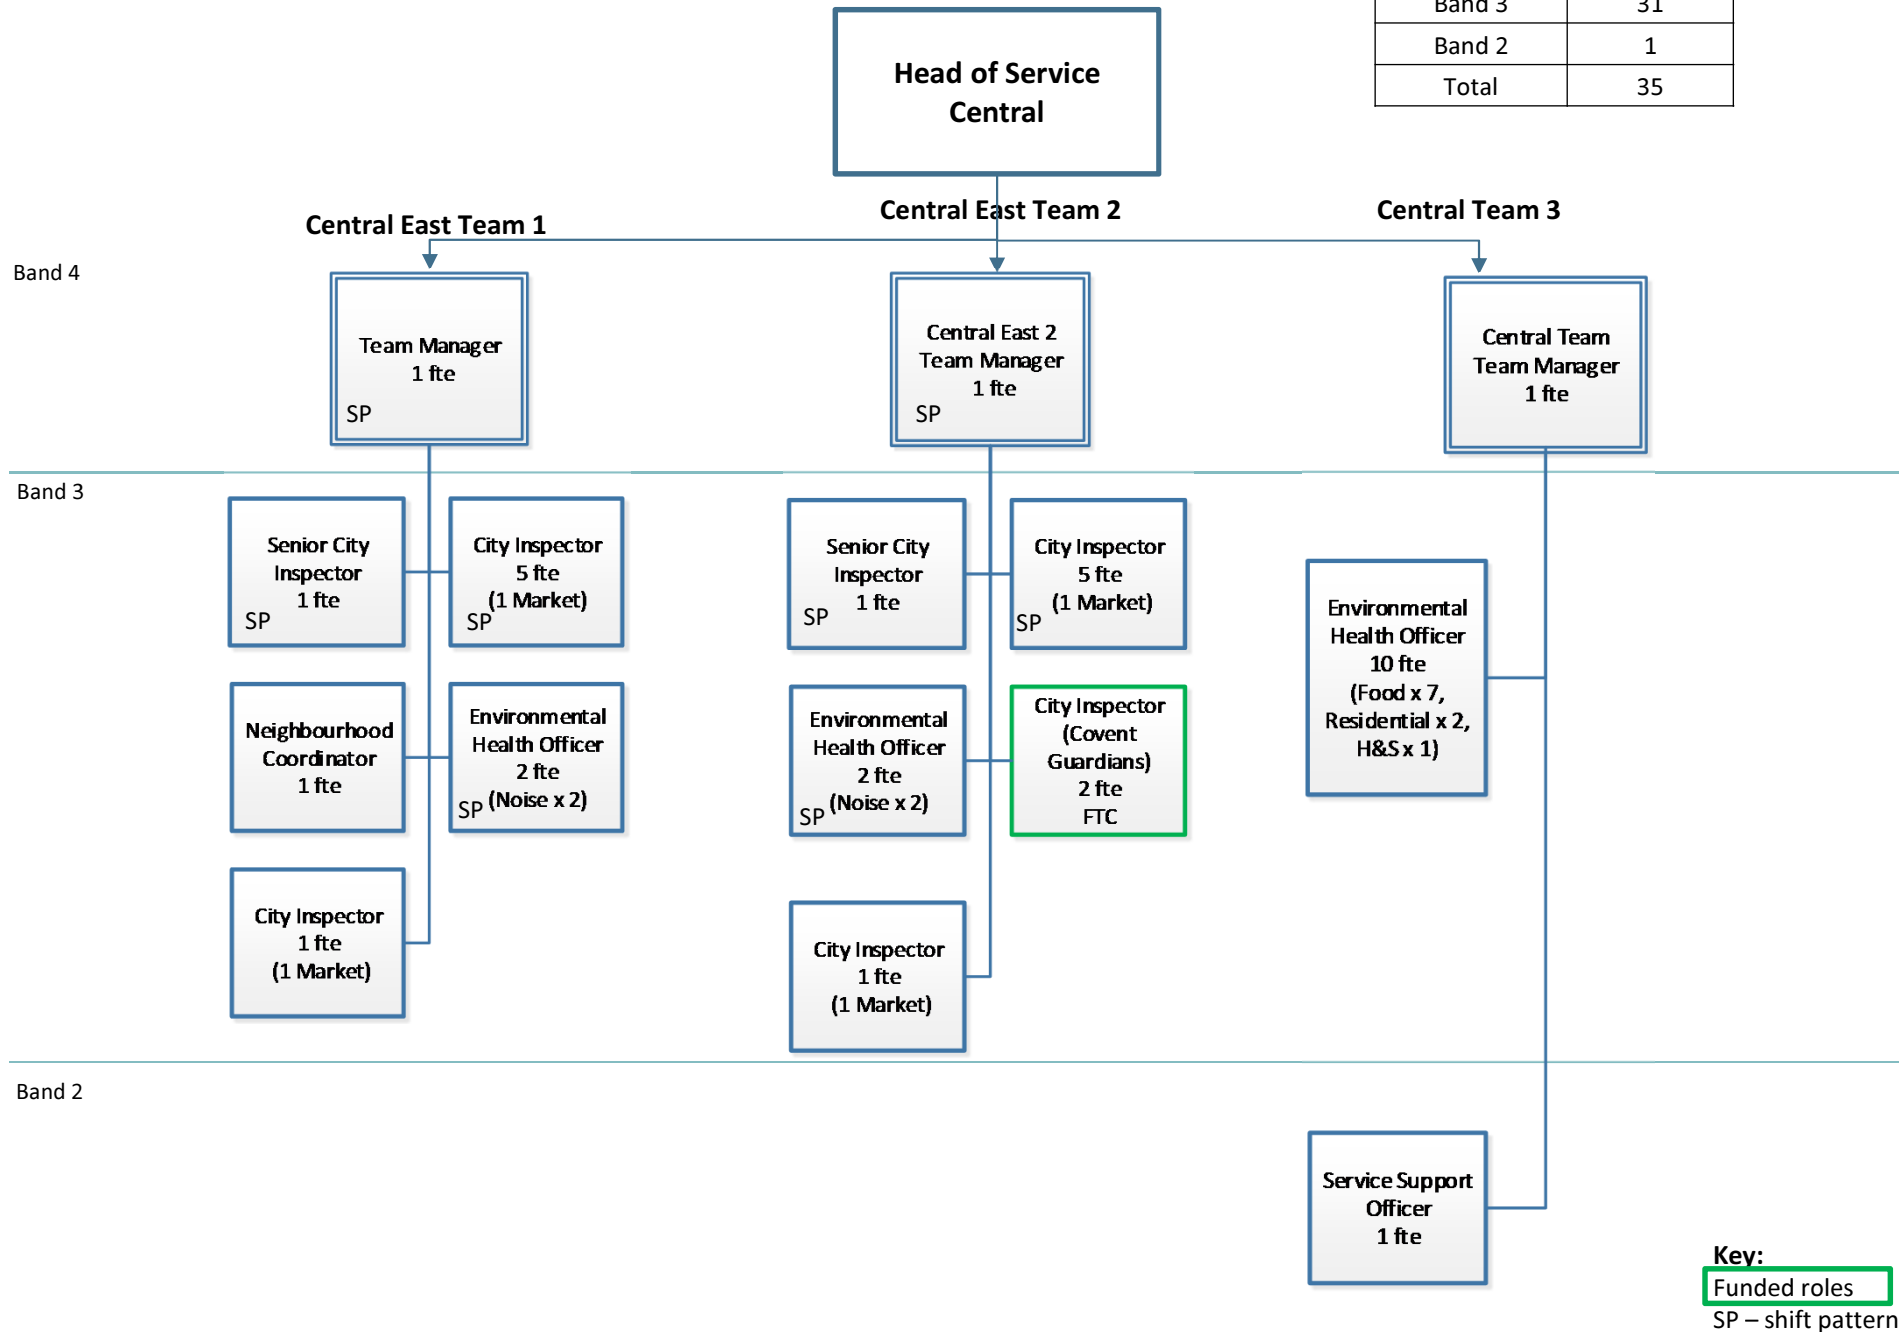 Band 3 31
Band 2 1
Total 35
Head of Service
Central
Central East Team 1
Central East Team 2
Central Team 3
Band 4
Team Manager
1 fte
SP
Central East 2
Team Manager
1 fte
SP
Central Team
Team Manager
1 fte
Band 3
Senior City
Inspector
1 fte
SP
City Inspector
5 fte
(1 Market)
SP
Neighbourhood
Coordinator
1 fte
Environmental
Health Officer
2 fte
SP (Noise x 2)
City Inspector
1 fte
(1 Market)
Senior City
Inspector
1 fte
SP
City Inspector
5 fte
(1 Market)
SP
Environmental
Health Officer
2 fte
SP (Noise x 2)
City Inspector
(Covent
Guardians)
2 fte
FTC
City Inspector
1 fte
(1 Market)
Environmental
Health Officer
10 fte
(Food x 7,
Residential x 2,
H&S x 1)
Band 2
Service Support
Officer
1 fte
Key:
Funded roles
SP – shift pattern